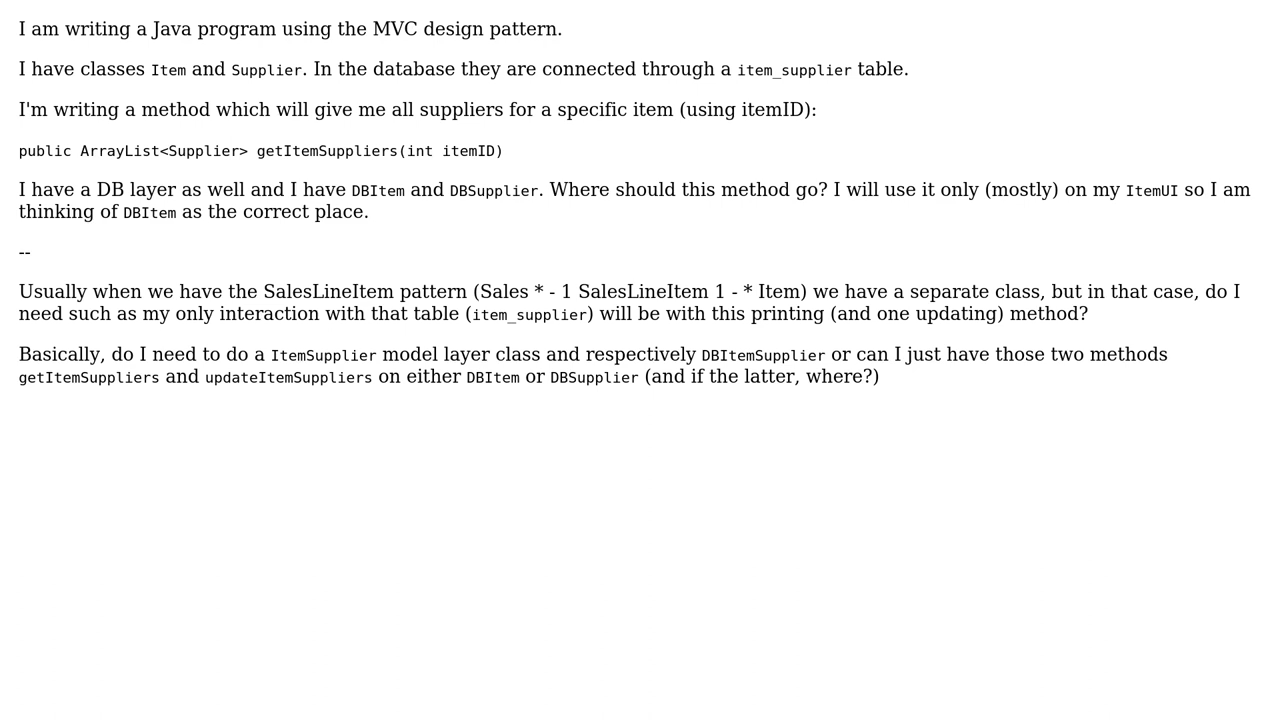 I am writing a Java program using the MVC design pattern.
I have classes Item and Supplier. In the database they are connected through a item_supplier table.
I'm writing a method which will give me all suppliers for a specific item (using itemID):
public ArrayList<Supplier> getItemSuppliers(int itemID)
I have a DB layer as well and I have DBItem and DBSupplier. Where should this method go? I will use it only (mostly) on my ItemUI so I am
thinking of DBItem as the correct place.
--
Usually when we have the SalesLineItem pattern (Sales * - 1 SalesLineItem 1 - * Item) we have a separate class, but in that case, do I
need such as my only interaction with that table (item_supplier) will be with this printing (and one updating) method?
Basically, do I need to do a ItemSupplier model layer class and respectively DBItemSupplier or can I just have those two methods
getItemSuppliers and updateItemSuppliers on either DBItem or DBSupplier (and if the latter, where?)